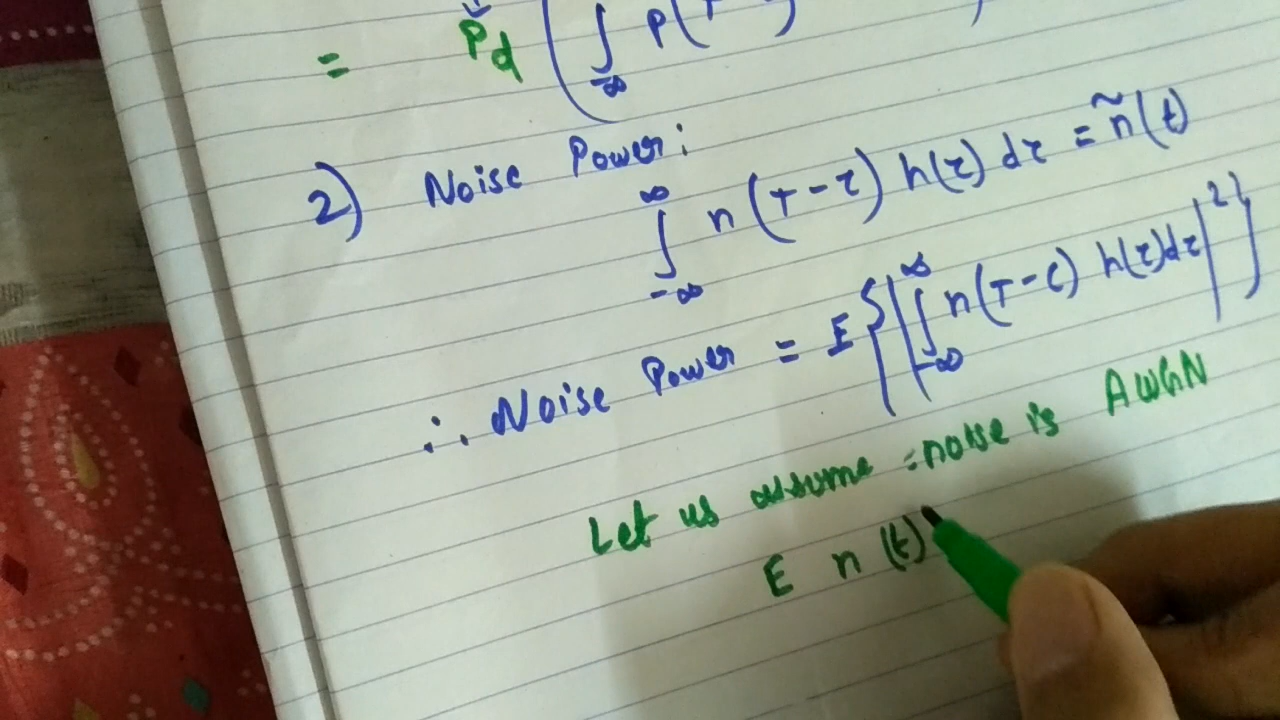 = P̃d ( ∫_{-∞} P(T
2) Noise Power:
∫_{-∞}^{∞} n(T-τ) h(τ) dτ = ñ(t)
∴ Noise Power = E{|∫_{-∞}^{∞} n(T-τ) h(τ)dτ|²}
Let us assume noise is AWGN
E n(t)